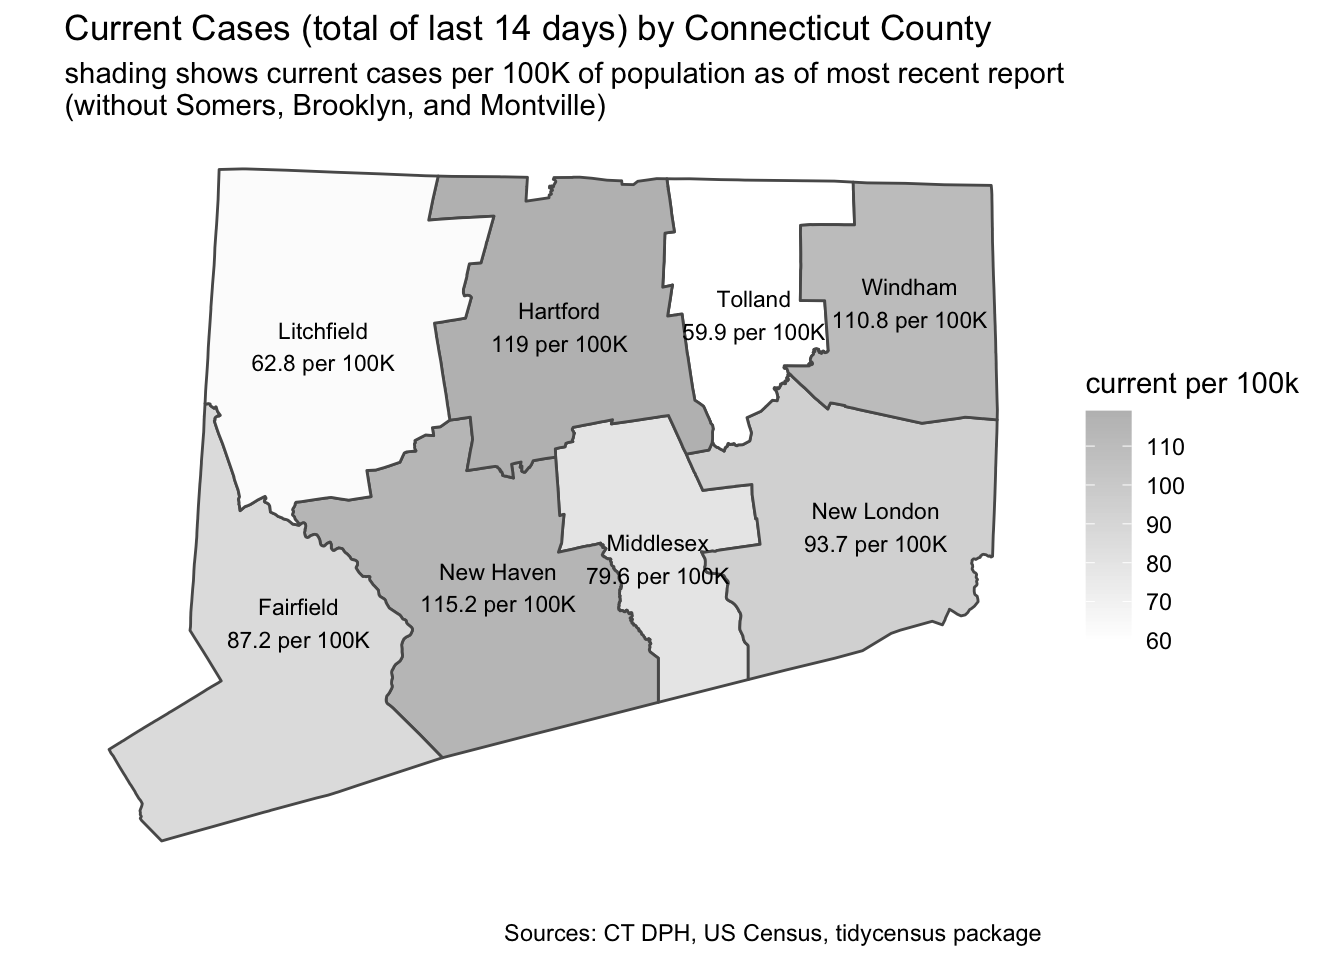 Current Cases (total of last 14 days) by Connecticut County
shading shows current cases per 100K of population as of most recent report
(without Somers, Brooklyn, and Montville)
Litchfield
62.8 per 100K
Hartford
119 per 100K
Tolland
59.9 per 100K
Windham
110.8 per 100K
Fairfield
87.2 per 100K
New Haven
115.2 per 100K
Middlesex
79.6 per 100K
New London
93.7 per 100K
current per 100k
110
100
90
80
70
60
Sources: CT DPH, US Census, tidycensus package